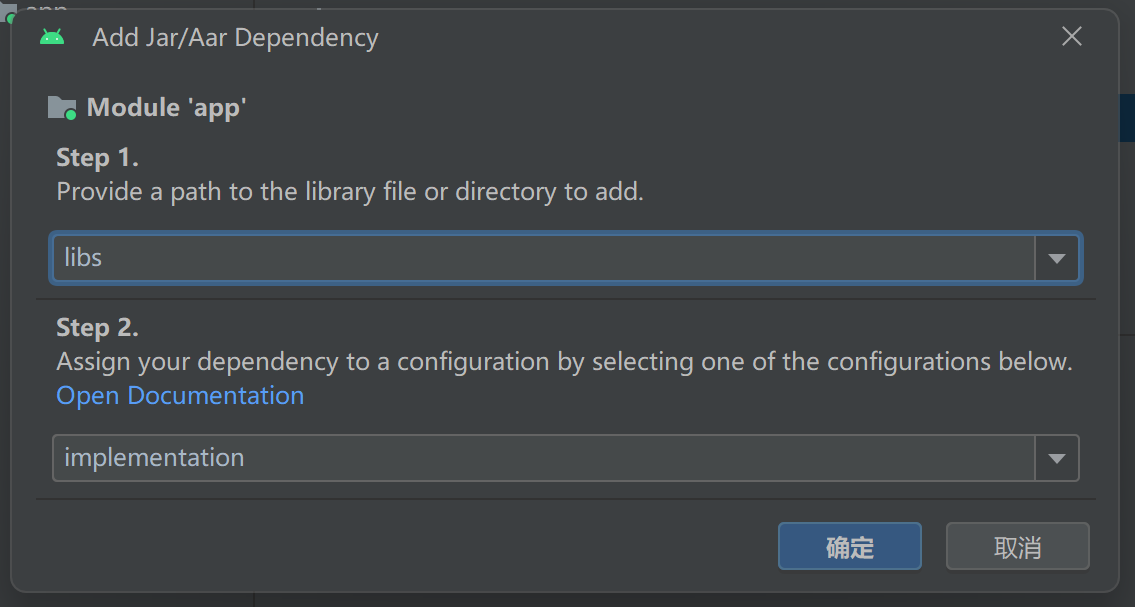 app
Add Jar/Aar Dependency
Module 'app'
Step 1.
Provide a path to the library file or directory to add.
libs
Step 2.
Assign your dependency to a configuration by selecting one of the configurations below.
Open Documentation
implementation
确定
取消